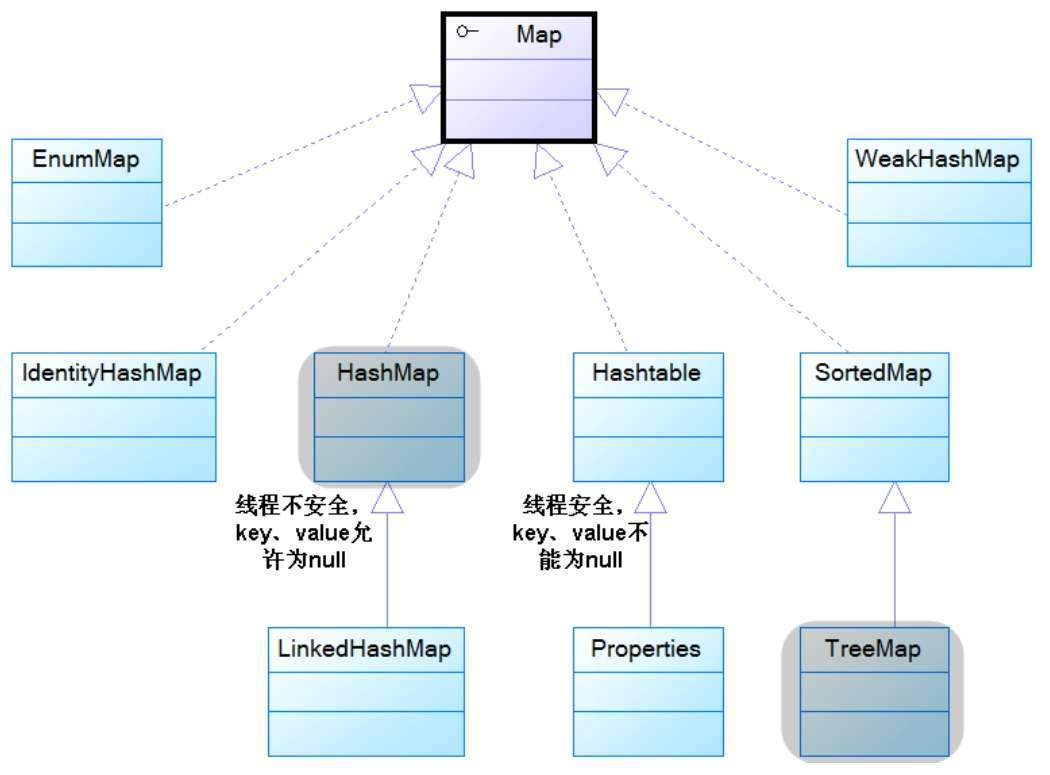 Map
EnumMap
WeakHashMap
IdentityHashMap
HashMap
Hashtable
SortedMap
线程不安全，
key、value允
许为null
线程安全，
key、value不
能为null
LinkedHashMap
Properties
TreeMap